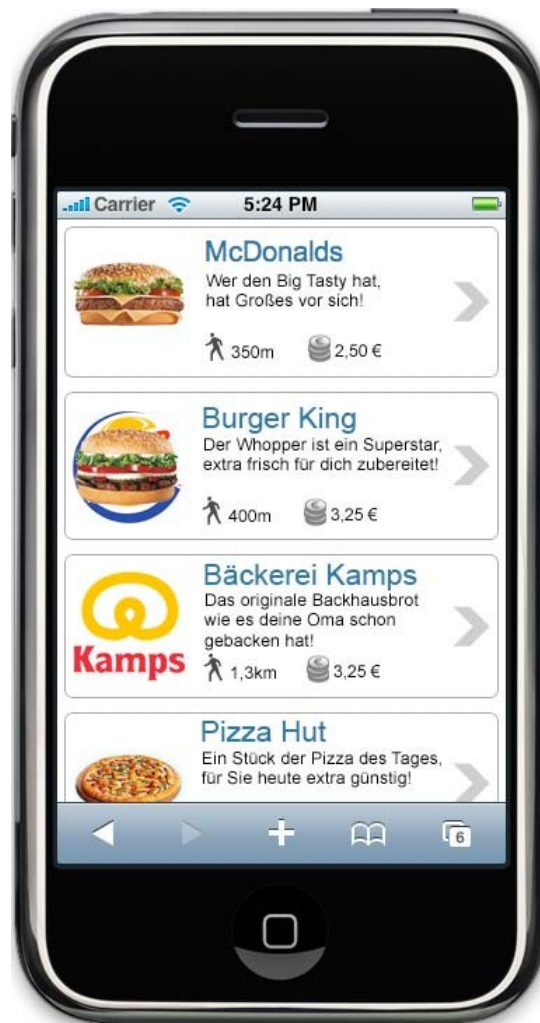 Carrier 5:24 PM
McDonalds
Wer den Big Tasty hat,
hat Großes vor sich!
350m 2,50 €
Burger King
Der Whopper ist ein Superstar,
extra frisch für dich zubereitet!
400m 3,25 €
Bäckerei Kamps
Das originale Backhausbrot
wie es deine Oma schon
gebacken hat!
Kamps
1,3km 3,25 €
Pizza Hut
Ein Stück der Pizza des Tages,
für Sie heute extra günstig!
6